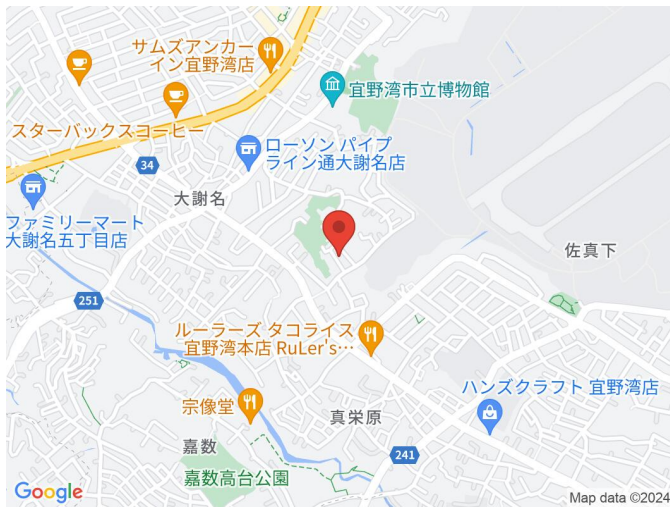 サムズアンカー
イン宜野湾店
宜野湾市立博物館
スターバックスコーヒー
ローソン パイプ
ライン通大謝名店
34
大謝名
ファミリーマート
大謝名五丁目店
佐真下
251
ルーラーズ タコライス
宜野湾本店 RuLer's…
ハンズクラフト 宜野湾店
宗像堂
真栄原
嘉数
241
嘉数高台公園
Google
Map data ©2024